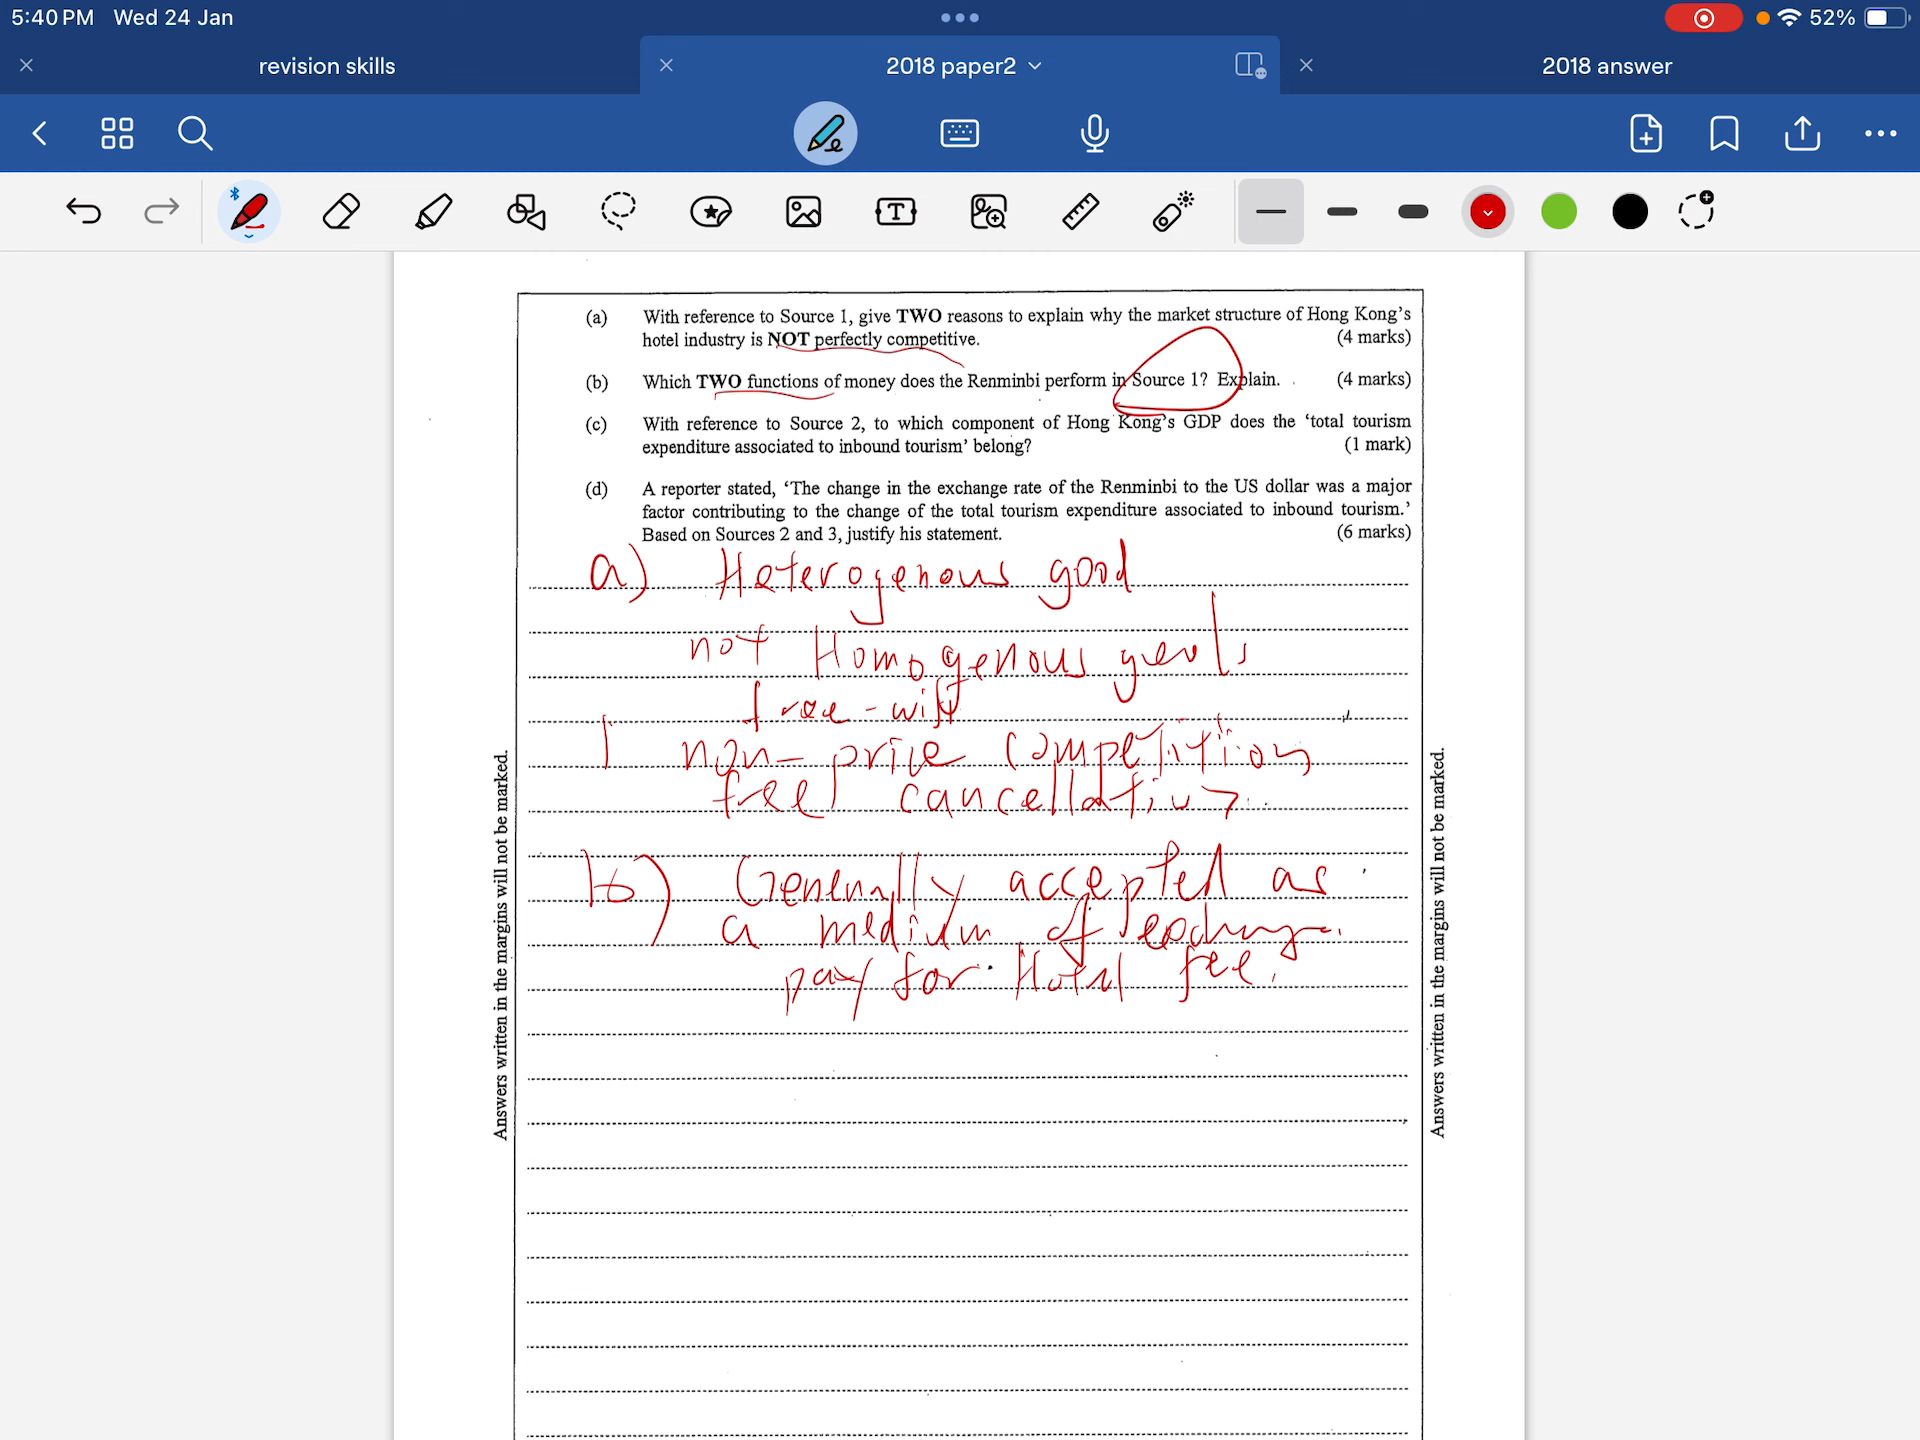 5:40 PM Wed 24 Jan
52%
revision skills
2018 paper2
2018 answer
(a) With reference to Source 1, give TWO reasons to explain why the market structure of Hong Kong's
hotel industry is NOT perfectly competitive. (4 marks)
(b) Which TWO functions of money does the Renminbi perform in Source 1? Explain. (4 marks)
(c) With reference to Source 2, to which component of Hong Kong's GDP does the 'total tourism
expenditure associated to inbound tourism' belong? (1 mark)
(d) A reporter stated, 'The change in the exchange rate of the Renminbi to the US dollar was a major
factor contributing to the change of the total tourism expenditure associated to inbound tourism.'
Based on Sources 2 and 3, justify his statement. (6 marks)
a) Heterogenous good
not Homogenous goods
free-wifi
non-price competition
free cancellation
b) Generally accepted as
a medium of exchange.
pay for Hotel fee.
Answers written in the margins will not be marked.
Answers written in the margins will not be marked.